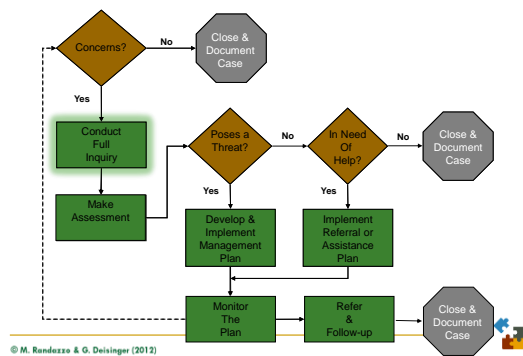 Concerns?
No
Close &
Document
Case
Yes
Conduct
Full
Inquiry
Make
Assessment
Poses a
Threat?
No
In Need
Of
Help?
No
Close &
Document
Case
Yes
Yes
Develop &
Implement
Management
Plan
Implement
Referral or
Assistance
Plan
Monitor
The
Plan
Refer
&
Follow-up
Close &
Document
Case
© M. Randazzo & G. Deisinger (2012)